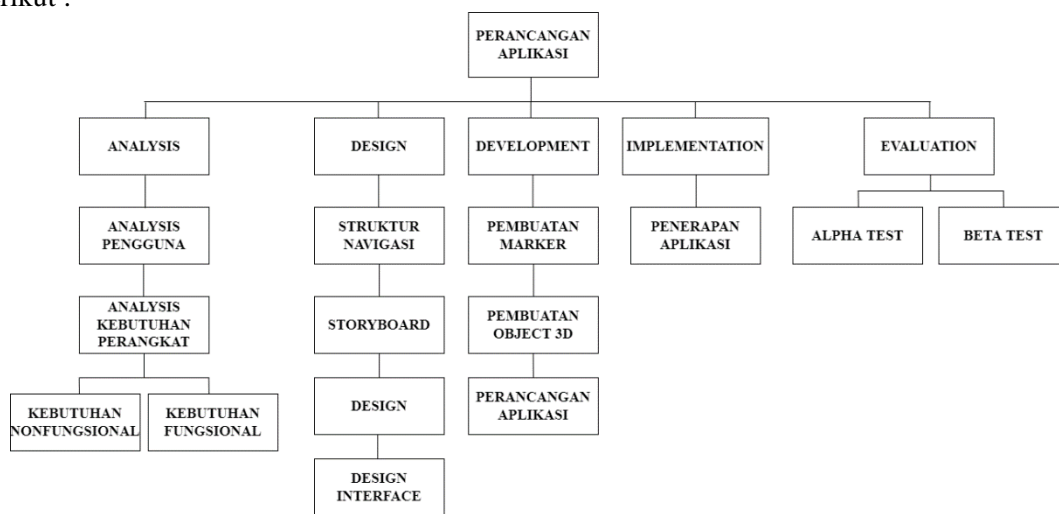 rikut :
PERANCANGAN
APLIKASI
ANALYSIS
DESIGN
DEVELOPMENT
IMPLEMENTATION
EVALUATION
ANALYSIS
PENGGUNA
STRUKTUR
NAVIGASI
PEMBUATAN
MARKER
PENERAPAN
APLIKASI
ALPHA TEST
BETA TEST
ANALYSIS
KEBUTUHAN
PERANGKAT
STORYBOARD
PEMBUATAN
OBJECT 3D
KEBUTUHAN
NONFUNGSIONAL
KEBUTUHAN
FUNGSIONAL
DESIGN
PERANCANGAN
APLIKASI
DESIGN
INTERFACE